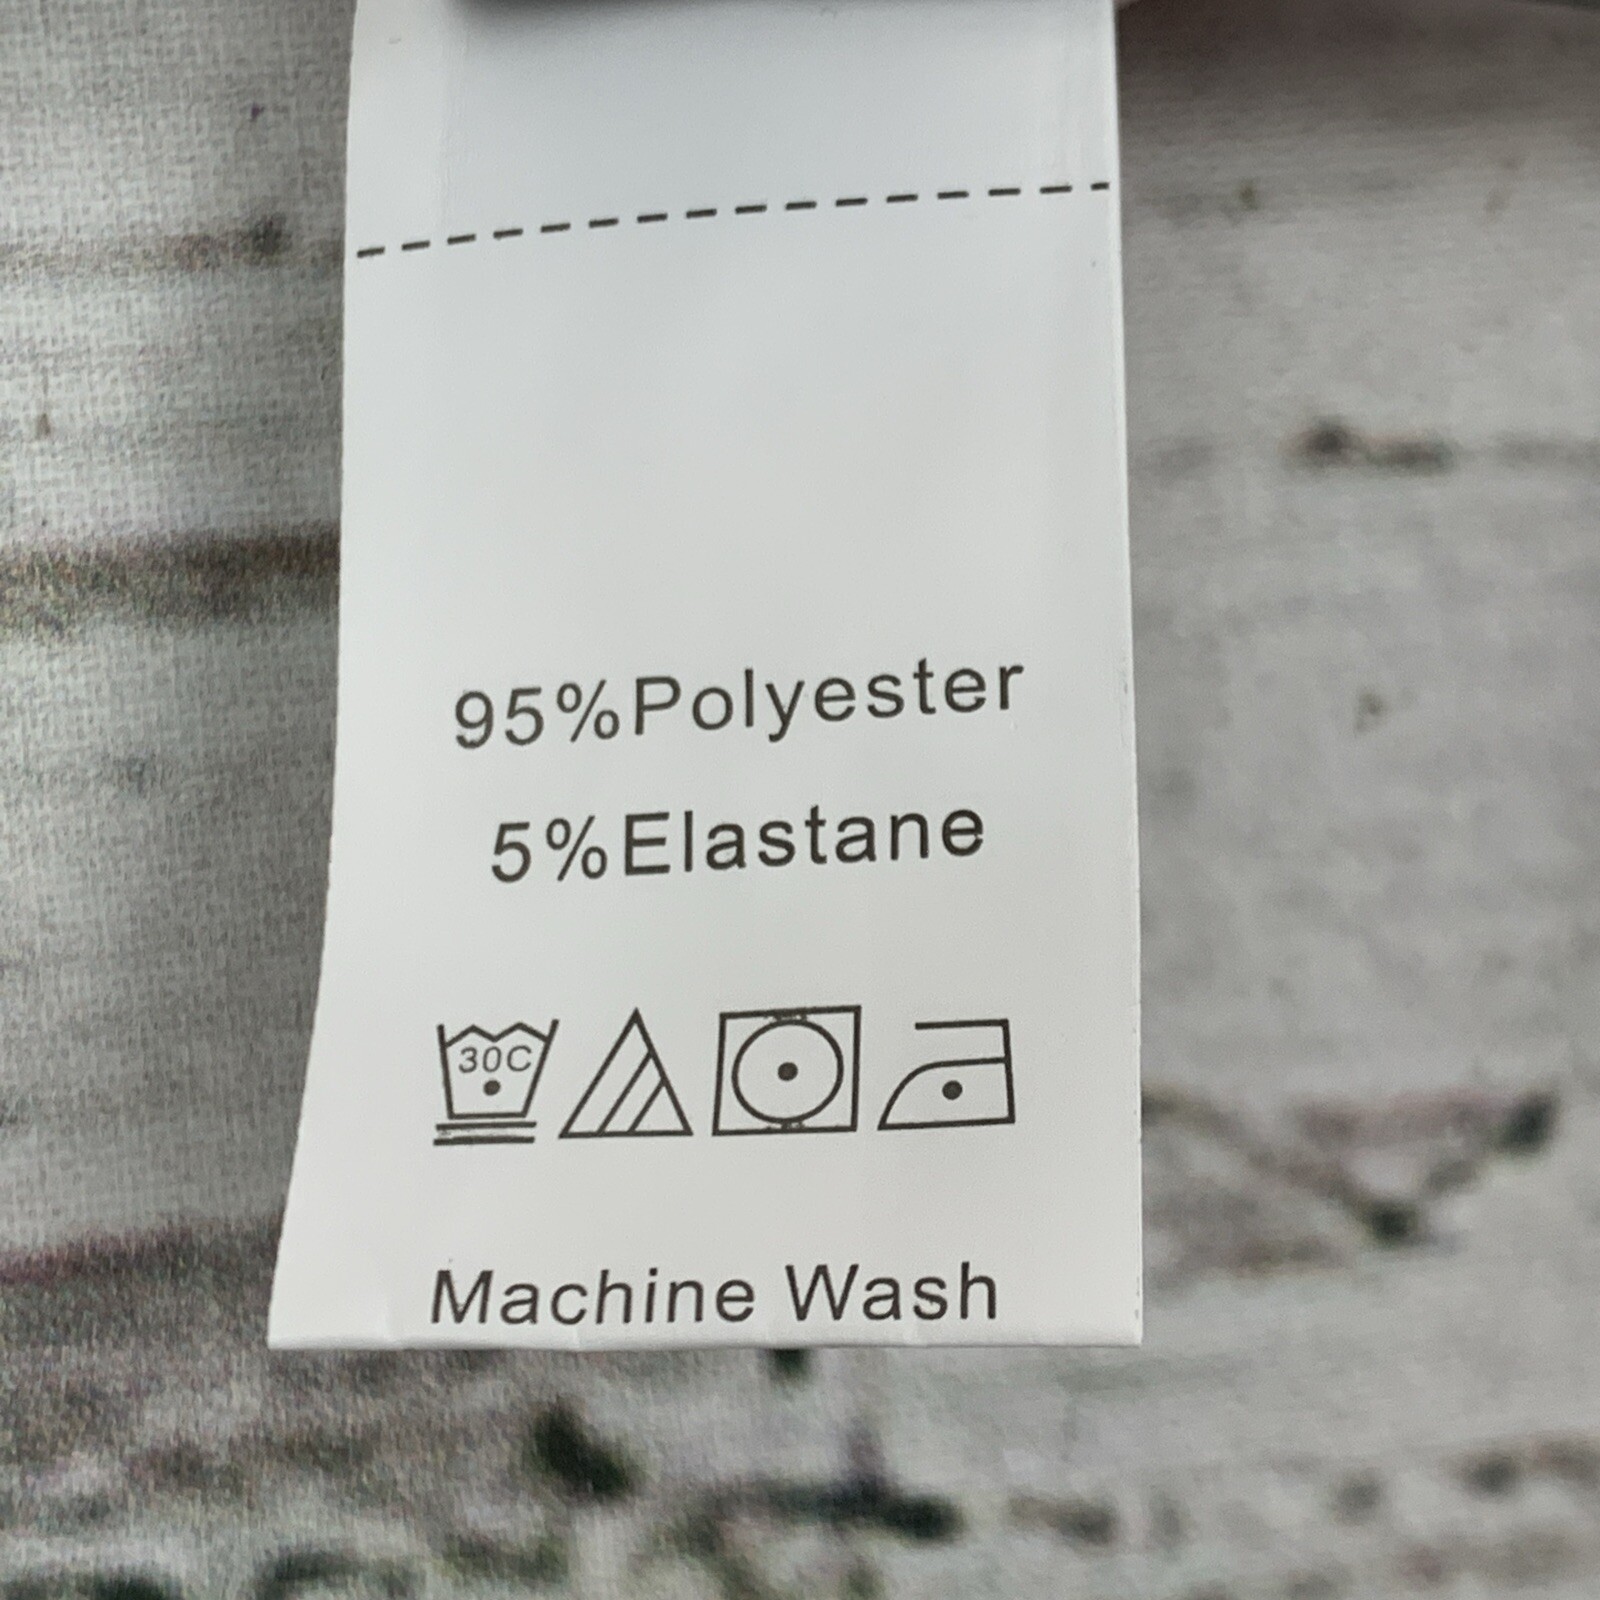 95%Polyester
5%Elastane
30C
Machine Wash